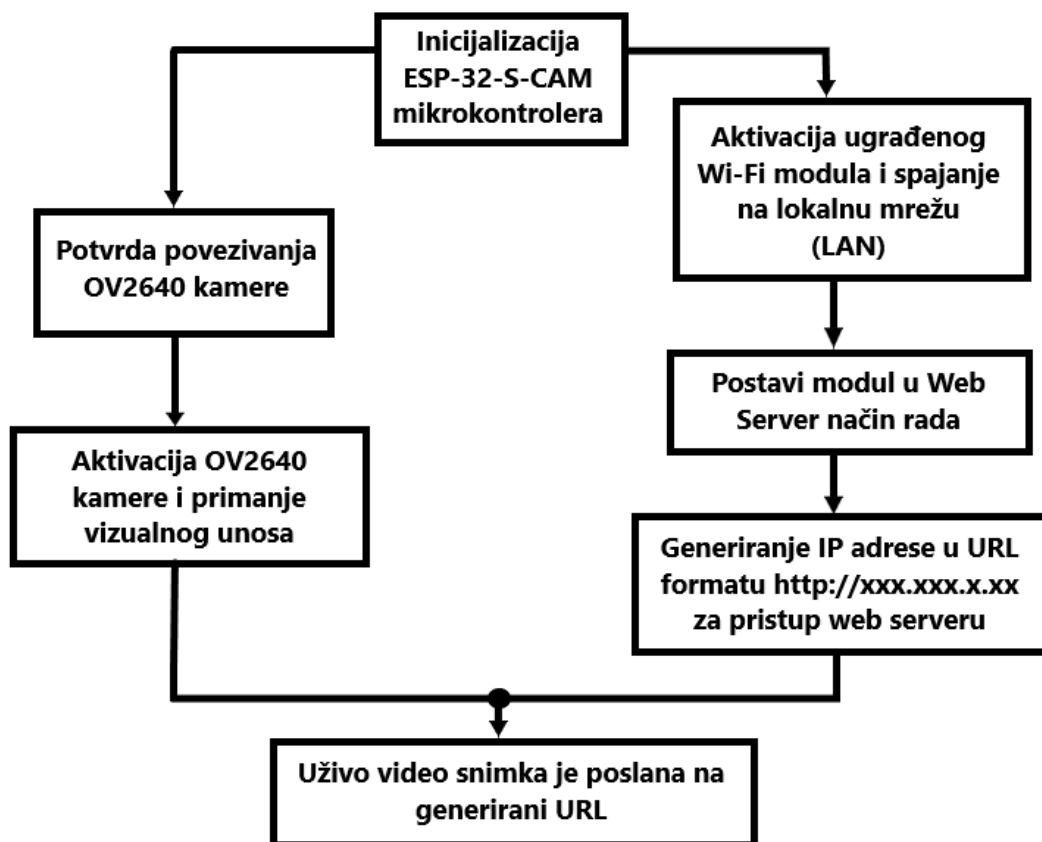 Inicijalizacija
ESP-32-S-CAM
mikrokontrolera
Potvrda povezivanja
OV2640 kamere
Aktivacija OV2640
kamere i primanje
vizualnog unosa
Aktivacija ugrađenog
Wi-Fi modula i spajanje
na lokalnu mrežu
(LAN)
Postavi modul u Web
Server način rada
Generiranje IP adrese u URL
formatu http://xxx.xxx.x.xx
za pristup web serveru
Uživo video snimka je poslana na
generirani URL